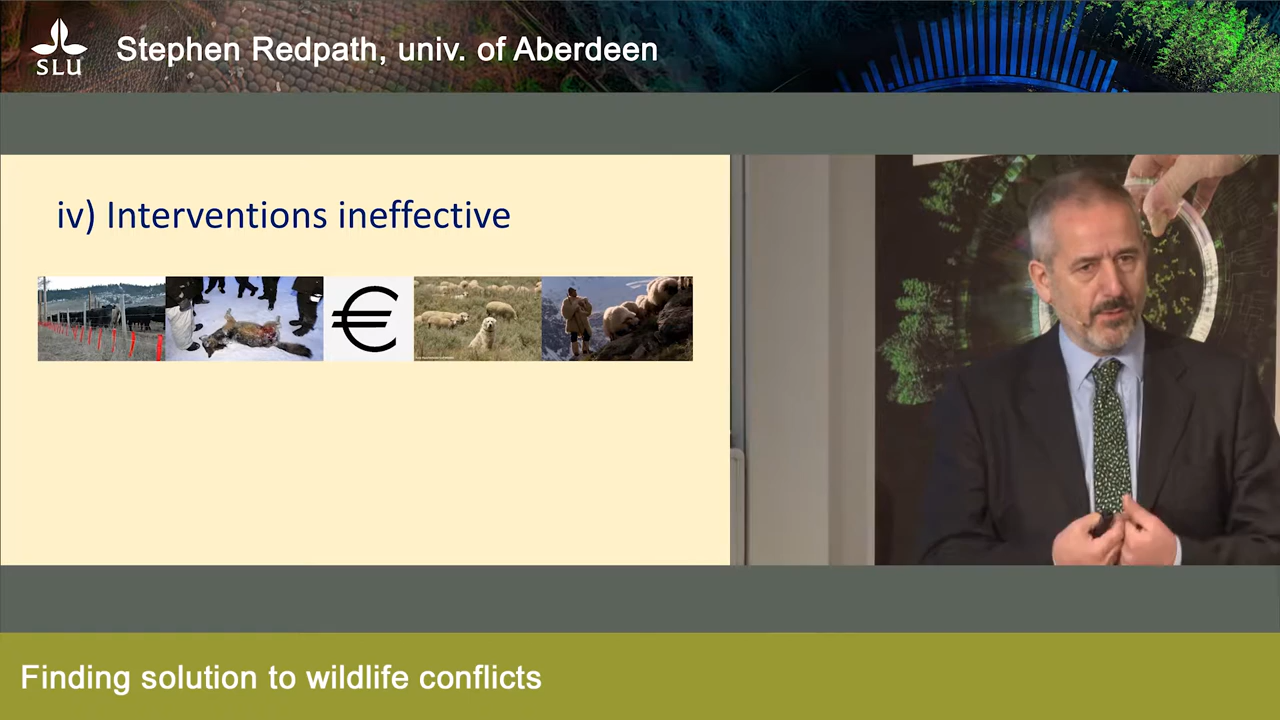 SLU
Stephen Redpath, univ. of Aberdeen
iv) Interventions ineffective
€
Finding solution to wildlife conflicts